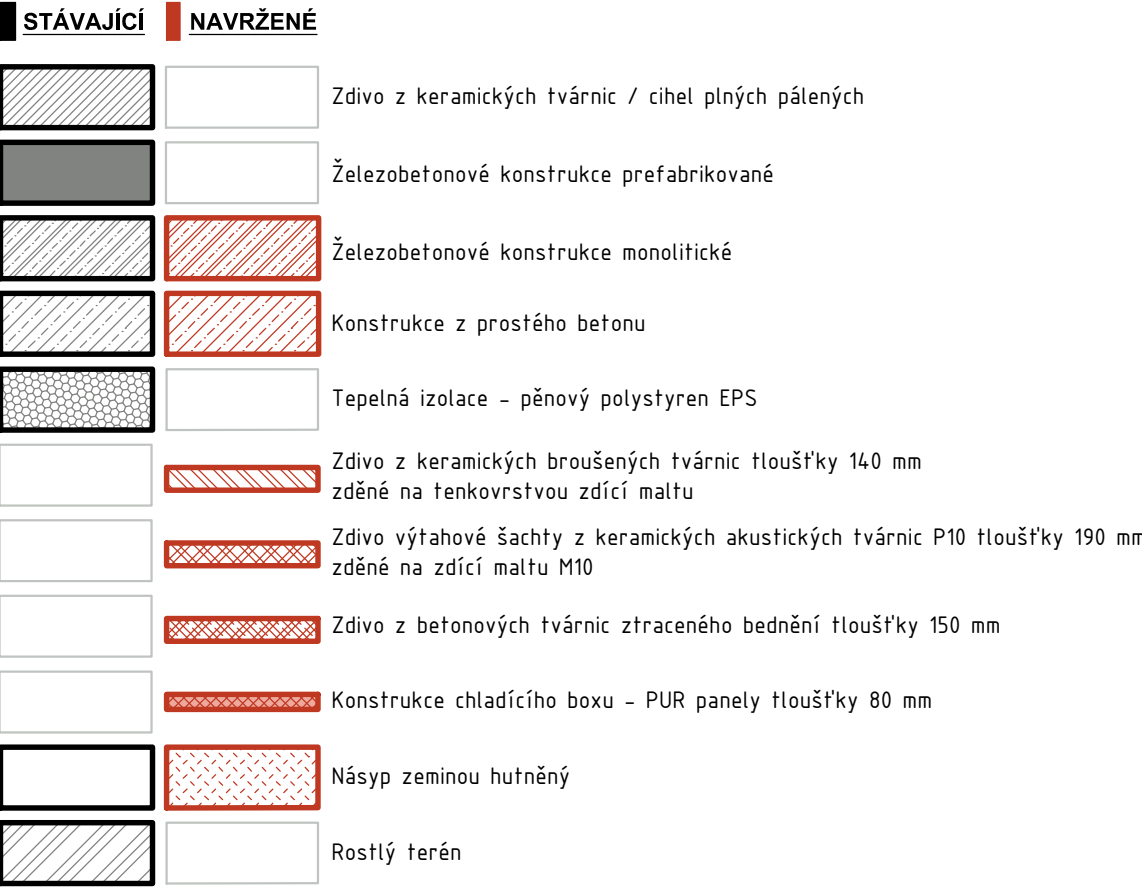 STÁVAJÍCÍ NAVRŽENÉ
Zdivo z keramických tvárnic / cihel plných pálených
Železobetonové konstrukce prefabrikované
Železobetonové konstrukce monolitické
Konstrukce z prostého betonu
Tepelná izolace - pěnový polystyren EPS
Zdivo z keramických broušených tvárnic tloušťky 140 mm
zděné na tenkovrstvou zdící maltu
Zdivo výtahové šachty z keramických akustických tvárnic P10 tloušťky 190 mm
zděné na zdící maltu M10
Zdivo z betonových tvárnic ztraceného bednění tloušťky 150 mm
Konstrukce chladícího boxu - PUR panely tloušťky 80 mm
Násyp zeminou hutněný
Rostlý terén